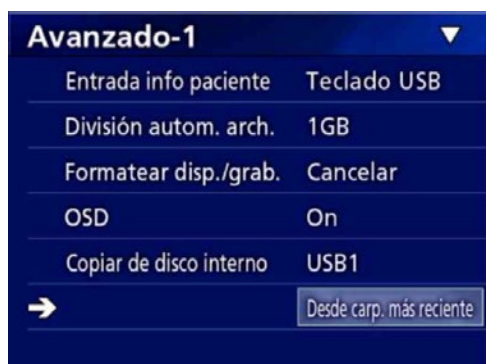 Avanzado-1 ▼
Entrada info paciente Teclado USB
División autom. arch. 1GB
Formatear disp./grab. Cancelar
OSD On
Copiar de disco interno USB1
➔ Desde carp. más reciente